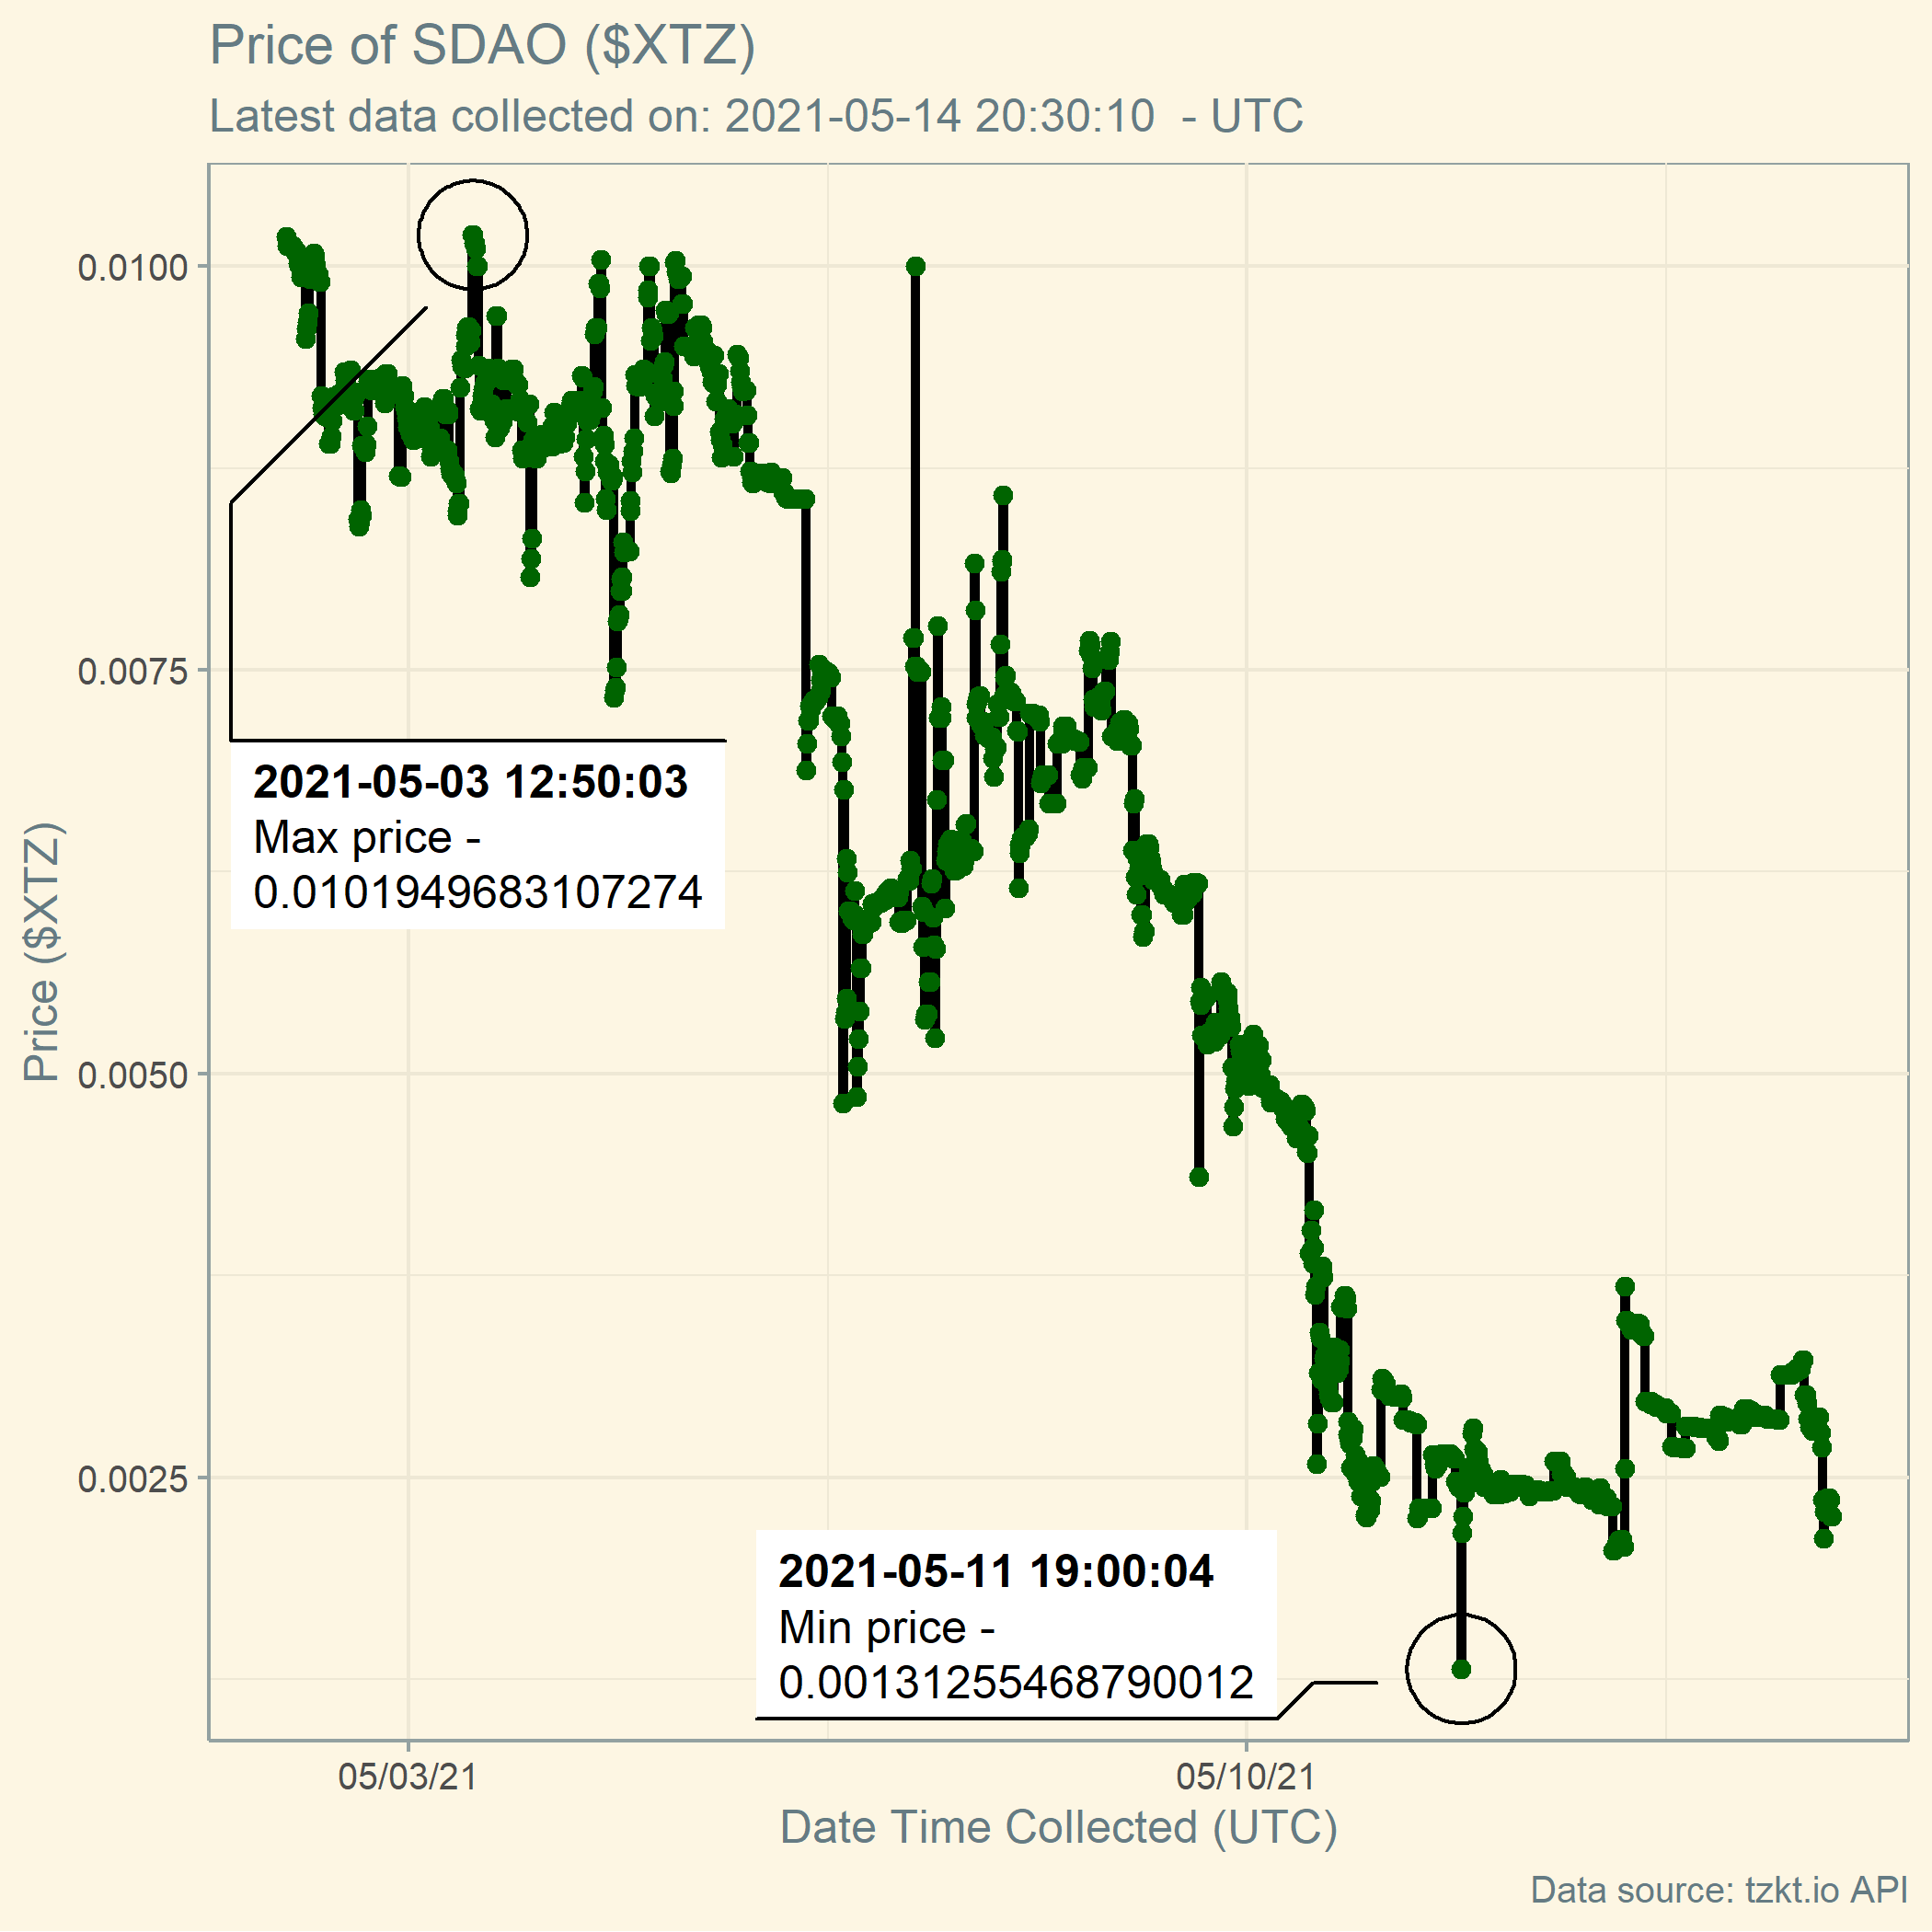 Price of SDAO ($XTZ)
Latest data collected on: 2021-05-14 20:30:10  - UTC
0.0100
0.0075
0.0050
0.0025
Price ($XTZ)
2021-05-03 12:50:03
Max price -
0.0101949683107274
2021-05-11 19:00:04
Min price -
0.00131255468790012
05/03/21
05/10/21
Date Time Collected (UTC)
Data source: tzkt.io API